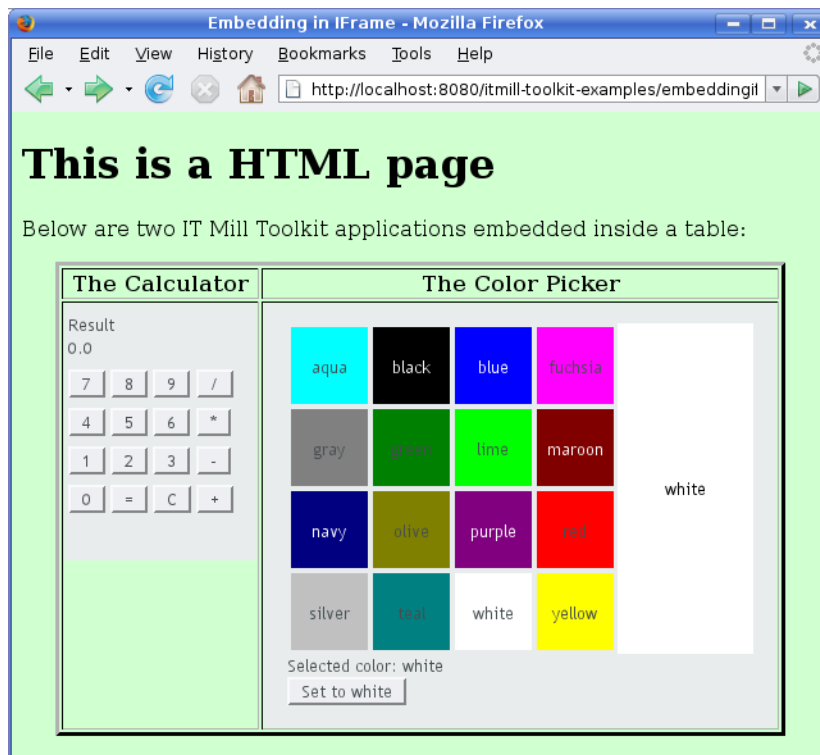 Embedding in IFrame - Mozilla Firefox
File Edit View History Bookmarks Tools Help
http://localhost:8080/itmill-toolkit-examples/embeddingif
This is a HTML page
Below are two IT Mill Toolkit applications embedded inside a table:
The Calculator The Color Picker
Result
0.0
7 8 9 /
4 5 6 *
1 2 3 -
0 = C +
aqua black blue fuchsia
gray green lime maroon
white
navy olive purple red
silver teal white yellow
Selected color: white
Set to white